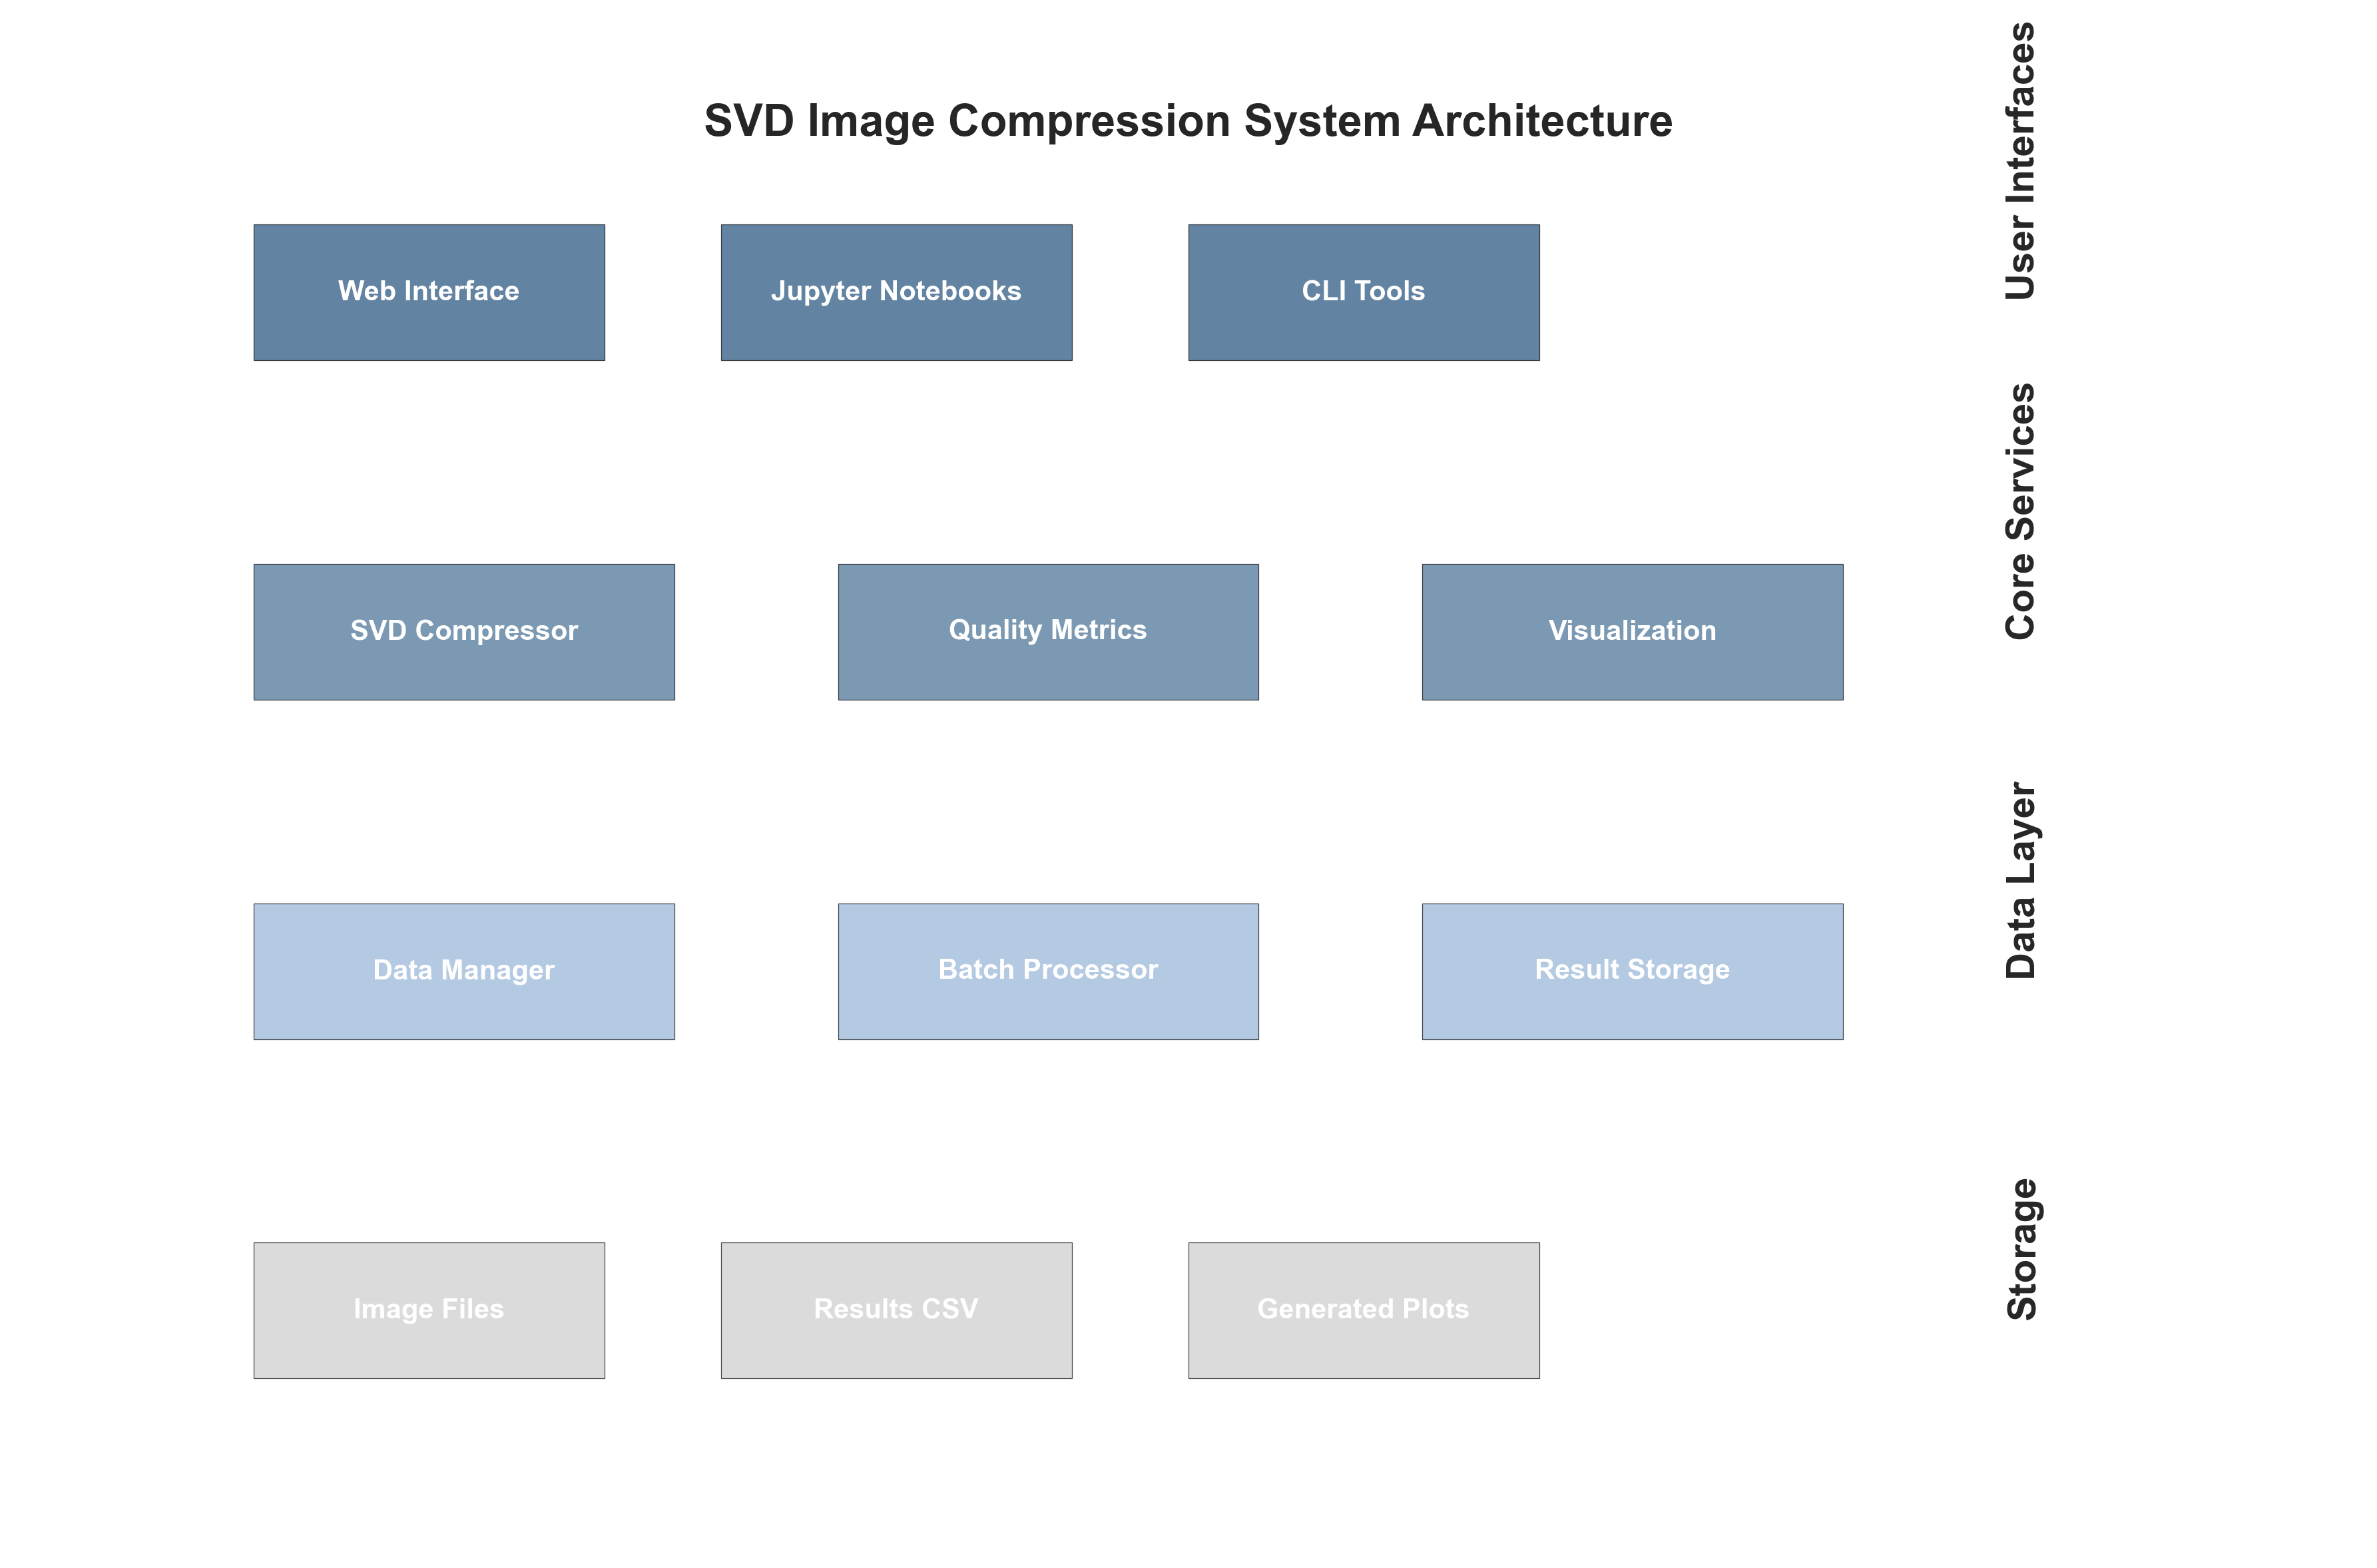 SVD Image Compression System Architecture
User Interfaces
Web Interface
Jupyter Notebooks
CLI Tools
Core Services
SVD Compressor
Quality Metrics
Visualization
Data Layer
Data Manager
Batch Processor
Result Storage
Storage
Image Files
Results CSV
Generated Plots